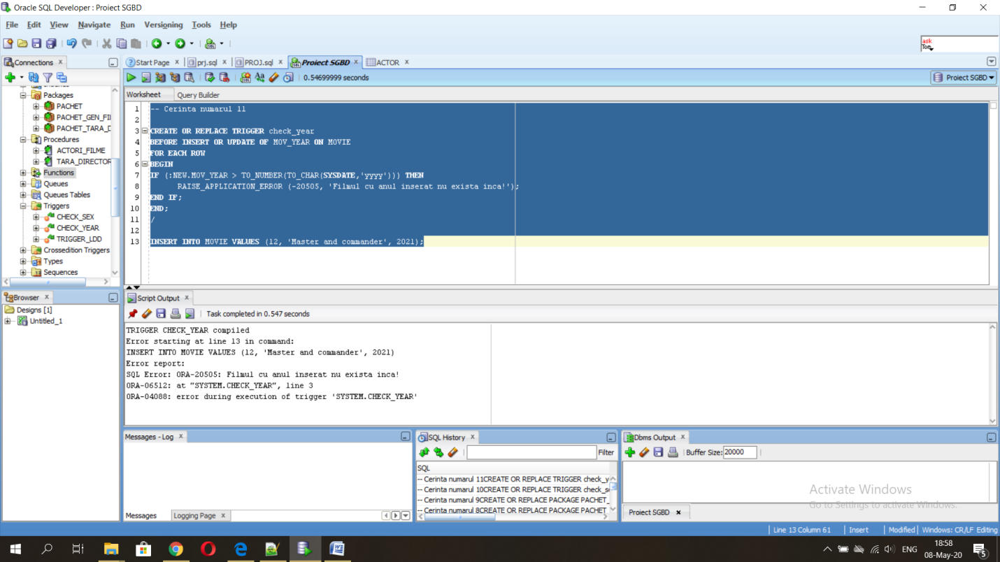 Oracle SQL Developer : Proiect SGBD
File Edit View Navigate Run Versioning Tools Help
ask
Tom
Connections
Start Page
prj.sql
PROJ.sql
Proiect SGBD
ACTOR
0.54699999 seconds
Proiect SGBD
Worksheet
Query Builder
Packages
PACHET
PACHET_GEN_FI
PACHET_TARA_D
Procedures
ACTORI_FILME
TARA_DIRECTOR
Functions
Queues
Queues Tables
Triggers
CHECK_SEX
CHECK_YEAR
TRIGGER_LDD
Crossedition Triggers
Types
Sequences
1 -- Cerinta numarul 11
2
3 CREATE OR REPLACE TRIGGER check_year
4 BEFORE INSERT OR UPDATE OF MOV_YEAR ON MOVIE
5 FOR EACH ROW
6 BEGIN
7 IF (:NEW.MOV_YEAR > TO_NUMBER(TO_CHAR(SYSDATE,'yyyy'))) THEN
8 RAISE_APPLICATION_ERROR (-20505, 'Filmul cu anul inserat nu exista inca!');
9 END IF;
10 END;
11 /
12
13 INSERT INTO MOVIE VALUES (12, 'Master and commander', 2021);
Browser
Designs [1]
Untitled_1
Script Output
Task completed in 0.547 seconds
TRIGGER CHECK_YEAR compiled
Error starting at line 13 in command:
INSERT INTO MOVIE VALUES (12, 'Master and commander', 2021)
Error report:
SQL Error: ORA-20505: Filmul cu anul inserat nu exista inca!
ORA-06512: at "SYSTEM.CHECK_YEAR", line 3
ORA-04088: error during execution of trigger 'SYSTEM.CHECK_YEAR'
Messages - Log
Messages
Logging Page
SQL History
Filter
SQL
-- Cerinta numarul 11CREATE OR REPLACE TRIGGER check_y
-- Cerinta numarul 10CREATE OR REPLACE TRIGGER check_s
-- Cerinta numarul 9CREATE OR REPLACE PACKAGE PACHET_
-- Cerinta numarul 8CREATE OR REPLACE PACKAGE PACHET
Dbms Output
Buffer Size: 20000
Proiect SGBD
Activate Windows
Go to Settings to activate Windows.
Line 13 Column 61
Insert
Modified
Windows: CR/LF
Editing
ENG
18:58
08-May-20
5